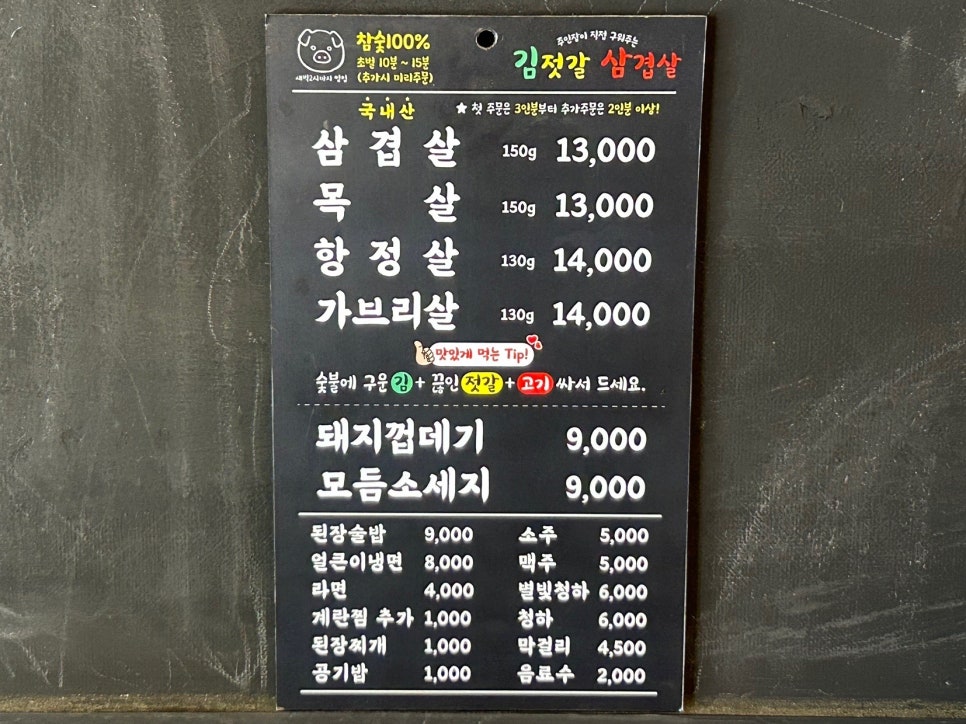 참숯100%
초벌 10분 ~ 15분
(추가시 미리주문)
새벽2시까지 영업
주인장이 직접 구워주는
김젓갈 삼겹살
국내산
★ 첫 주문은 3인분부터 추가주문은 2인분 이상!
삼겹살 150g 13,000
목살 150g 13,000
항정살 130g 14,000
가브리살 130g 14,000
맛있게 먹는 Tip!
숯불에 구운 김 + 끓인 젓갈 + 고기 싸서 드세요.
돼지껍데기 9,000
모듬소세지 9,000
된장술밥 9,000
얼큰이냉면 8,000
라면 4,000
계란찜 추가 1,000
된장찌개 1,000
공기밥 1,000
소주 5,000
맥주 5,000
별빛청하 6,000
청하 6,000
막걸리 4,500
음료수 2,000